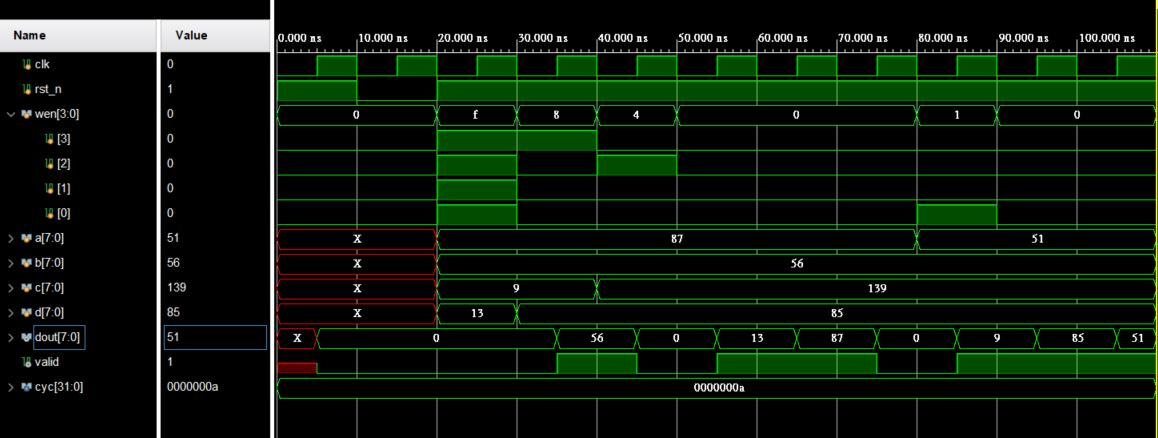 Name Value 0.000 ns 10.000 ns 20.000 ns 30.000 ns 40.000 ns 50.000 ns 60.000 ns 70.000 ns 80.000 ns 90.000 ns 100.000 ns
clk 0
rst_n 1
wen[3:0] 0 0 f 8 4 0 1 0
[3] 0
[2] 0
[1] 0
[0] 0
a[7:0] 51 X 87 51
b[7:0] 56 X 56
c[7:0] 139 X 9 139
d[7:0] 85 X 13 85
dout[7:0] 51 X 0 56 0 13 87 0 9 85 51
valid 1
cyc[31:0] 0000000a 0000000a